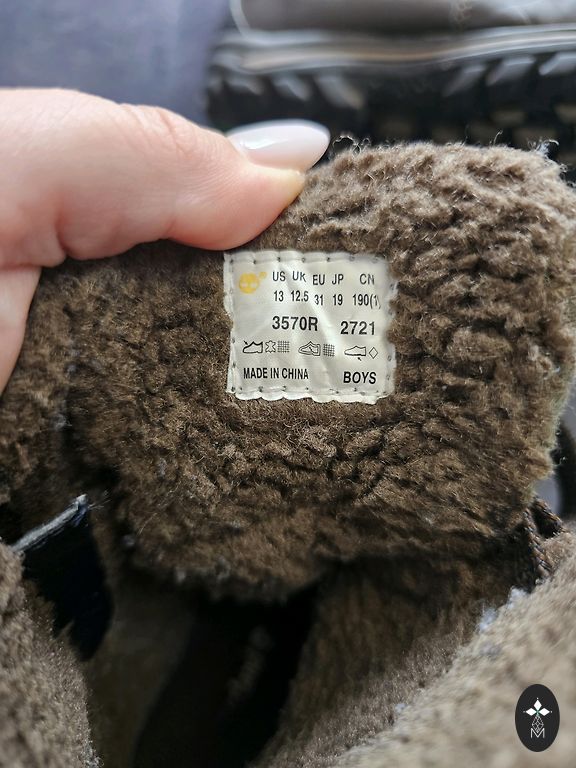 US UK EU JP CN
13 12.5 31 19 190(1)
3570R 2721
MADE IN CHINA BOYS
M